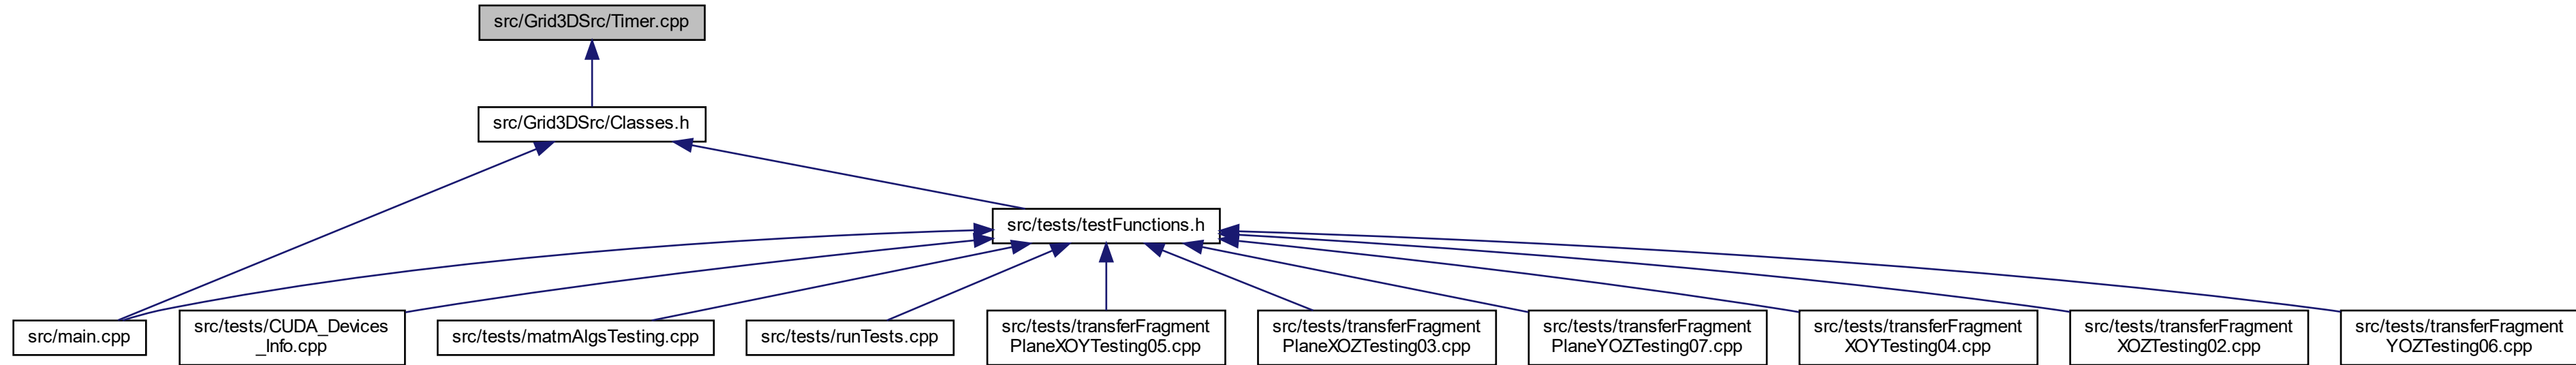 src/Grid3DSrc/Timer.cpp
src/Grid3DSrc/Classes.h
src/tests/testFunctions.h
src/main.cpp
src/tests/CUDA_Devices
_Info.cpp
src/tests/matmAlgsTesting.cpp
src/tests/runTests.cpp
src/tests/transferFragment
PlaneXOYTesting05.cpp
src/tests/transferFragment
PlaneXOZTesting03.cpp
src/tests/transferFragment
PlaneYOZTesting07.cpp
src/tests/transferFragment
XOYTesting04.cpp
src/tests/transferFragment
XOZTesting02.cpp
src/tests/transferFragment
YOZTesting06.cpp